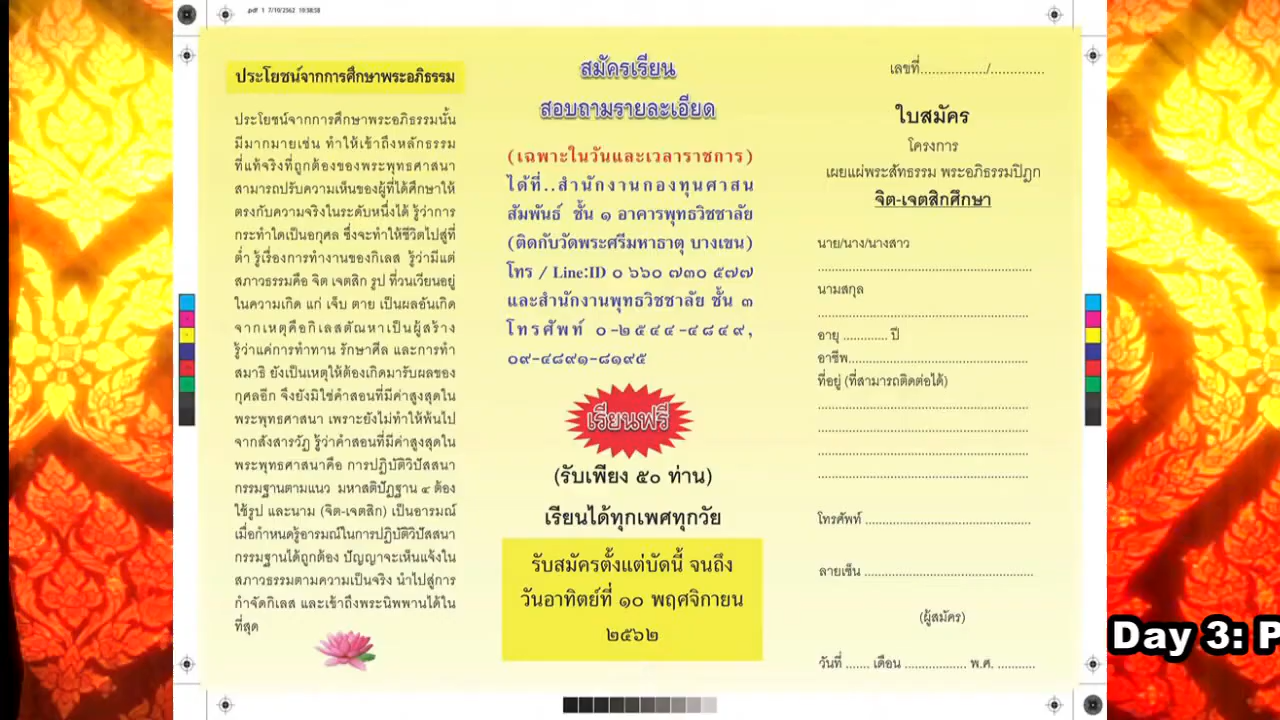 .pdf 1 7/10/2562 10:58:58
ประโยชน์จากการศึกษาพระอภิธรรม
ประโยชน์จากการศึกษาพระอภิธรรมนั้น
มีมากมายเช่น ทำให้เข้าถึงหลักธรรม
ที่แท้จริงที่ถูกต้องของพระพุทธศาสนา
สามารถปรับความเห็นของผู้ที่ได้ศึกษาให้
ตรงกับความจริงในระดับหนึ่งได้ รู้ว่าการ
กระทำใดเป็นอกุศล ซึ่งจะทำให้ชีวิตไปสู่ที่
ต่ำ รู้เรื่องการทำงานของกิเลส รู้ว่ามีแต่
สภาวธรรมคือ จิต เจตสิก รูป ที่วนเวียนอยู่
ในความเกิด แก่ เจ็บ ตาย เป็นผลอันเกิด
จากเหตุคือกิเลสตัณหาเป็นผู้สร้าง
รู้ว่าแค่การทำทาน รักษาศีล และการทำ
สมาธิ ยังเป็นเหตุให้ต้องเกิดมารับผลของ
กุศลอีก จึงยังมิใช่คำสอนที่มีค่าสูงสุดใน
พระพุทธศาสนา เพราะยังไม่ทำให้พ้นไป
จากสังสารวัฏ รู้ว่าคำสอนที่มีค่าสูงสุดใน
พระพุทธศาสนาคือ การปฏิบัติวิปัสสนา
กรรมฐานตามแนว มหาสติปัฏฐาน ๔ ต้อง
ใช้รูป และนาม (จิต-เจตสิก) เป็นอารมณ์
เมื่อกำหนดรู้อารมณ์ในการปฏิบัติวิปัสสนา
กรรมฐานได้ถูกต้อง ปัญญาจะเห็นแจ้งใน
สภาวธรรมตามความเป็นจริง นำไปสู่การ
กำจัดกิเลส และเข้าถึงพระนิพพานได้ใน
ที่สุด
สมัครเรียน
สอบถามรายละเอียด
(เฉพาะในวันและเวลาราชการ)
ได้ที่..สำนักงานกองทุนศาสน
สัมพันธ์ ชั้น ๑ อาคารพุทธวิชชาลัย
(ติดกับวัดพระศรีมหาธาตุ บางเขน)
โทร / Line:ID ๐ ๖๖๐ ๗๓๐ ๕๗๗
และสำนักงานพุทธวิชชาลัย ชั้น ๓
โทรศัพท์ ๐-๒๕๔๔-๔๘๔๙,
๐๙-๔๘๙๑-๘๑๙๕
เรียนฟรี
(รับเพียง ๕๐ ท่าน)
เรียนได้ทุกเพศทุกวัย
รับสมัครตั้งแต่บัดนี้ จนถึง
วันอาทิตย์ที่ ๑๐ พฤศจิกายน
๒๕๖๒
เลขที่................./..............
ใบสมัคร
โครงการ
เผยแผ่พระสัทธรรม พระอภิธรรมปิฎก
จิต-เจตสิกศึกษา
นาย/นาง/นางสาว
..........................................................
นามสกุล
..........................................................
อายุ ............ ปี
อาชีพ.................................................
ที่อยู่ (ที่สามารถติดต่อได้)
..........................................................
..........................................................
..........................................................
..........................................................
โทรศัพท์ .............................................
ลายเซ็น ..............................................
(ผู้สมัคร)
วันที่ ....... เดือน .................. พ.ศ. ...........
Day 3: P